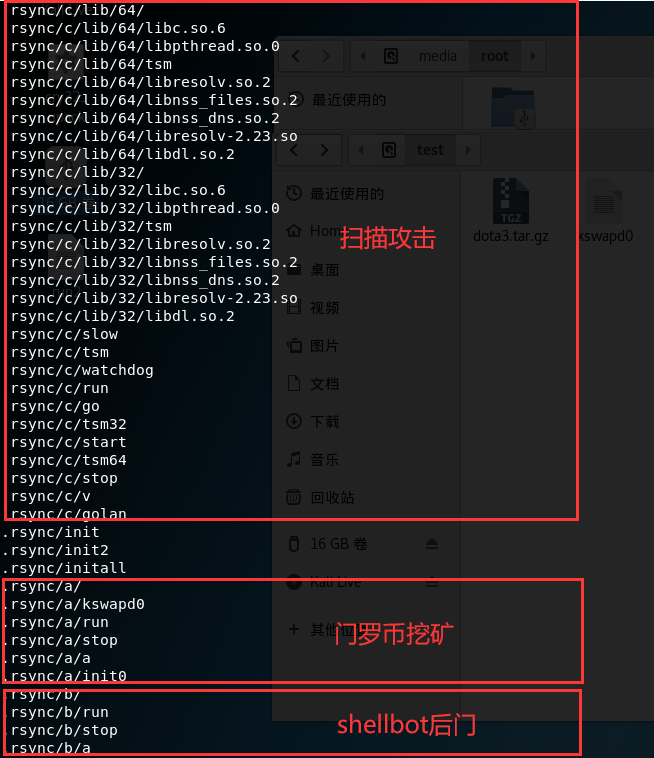 rsync/c/lib/64/
rsync/c/lib/64/libc.so.6
rsync/c/lib/64/libpthread.so.0
rsync/c/lib/64/tsm
rsync/c/lib/64/libresolv.so.2
rsync/c/lib/64/libnss_files.so.2
rsync/c/lib/64/libnss_dns.so.2
rsync/c/lib/64/libresolv-2.23.so
rsync/c/lib/64/libdl.so.2
rsync/c/lib/32/
rsync/c/lib/32/libc.so.6
rsync/c/lib/32/libpthread.so.0
rsync/c/lib/32/tsm
rsync/c/lib/32/libresolv.so.2
rsync/c/lib/32/libnss_files.so.2
rsync/c/lib/32/libnss_dns.so.2
rsync/c/lib/32/libresolv-2.23.so
rsync/c/lib/32/libdl.so.2
rsync/c/slow
rsync/c/tsm
rsync/c/watchdog
rsync/c/run
rsync/c/go
rsync/c/tsm32
rsync/c/start
rsync/c/tsm64
rsync/c/stop
rsync/c/v
rsync/c/golan
.rsync/init
.rsync/init2
.rsync/initall
.rsync/a/
.rsync/a/kswapd0
.rsync/a/run
.rsync/a/stop
.rsync/a/a
.rsync/a/init0
.rsync/b/
.rsync/b/run
.rsync/b/stop
.rsync/b/a
扫描攻击
门罗币挖矿
shellbot后门
media
root
最近使用的
test
最近使用的
桌面
视频
图片
文档
下载
音乐
回收站
16 GB 卷
Kali Live
TGZ
dota3.tar.gz
kswapd0